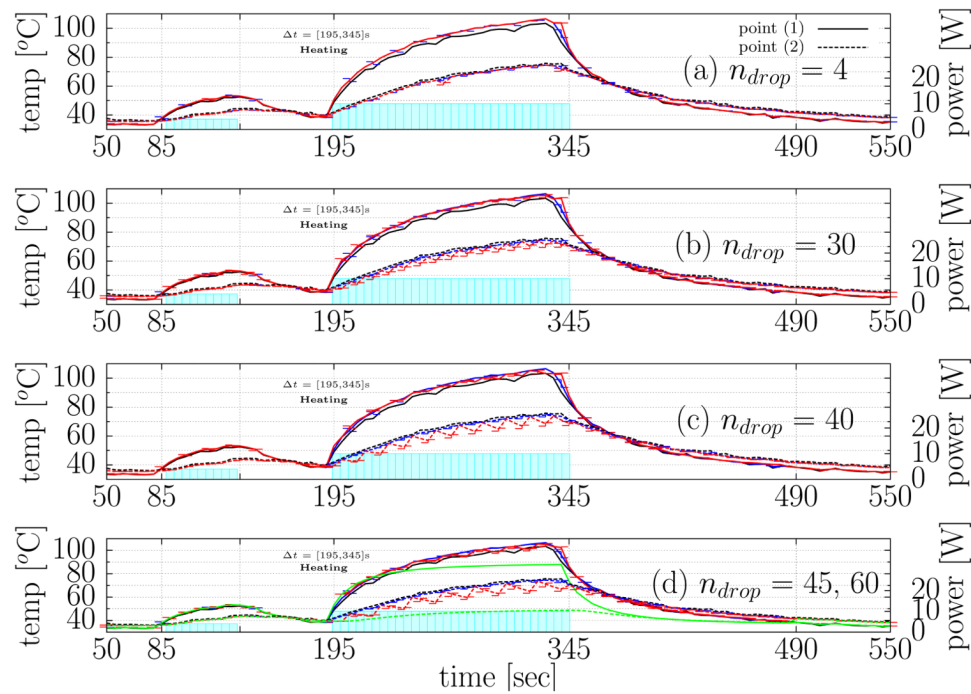 temp [°C]
100
80
60
40
Δt = [195,345]s
Heating
point (1)
point (2)
(a) n_drop = 4
[W]
20
10
0
power
50 85 195 345 490 550
temp [°C]
100
80
60
40
Δt = [195,345]s
Heating
(b) n_drop = 30
[W]
20
10
0
power
50 85 195 345 490 550
temp [°C]
100
80
60
40
Δt = [195,345]s
Heating
(c) n_drop = 40
[W]
20
10
0
power
50 85 195 345 490 550
temp [°C]
100
80
60
40
Δt = [195,345]s
Heating
(d) n_drop = 45, 60
[W]
20
10
0
power
50 85 195 345 490 550
time [sec]